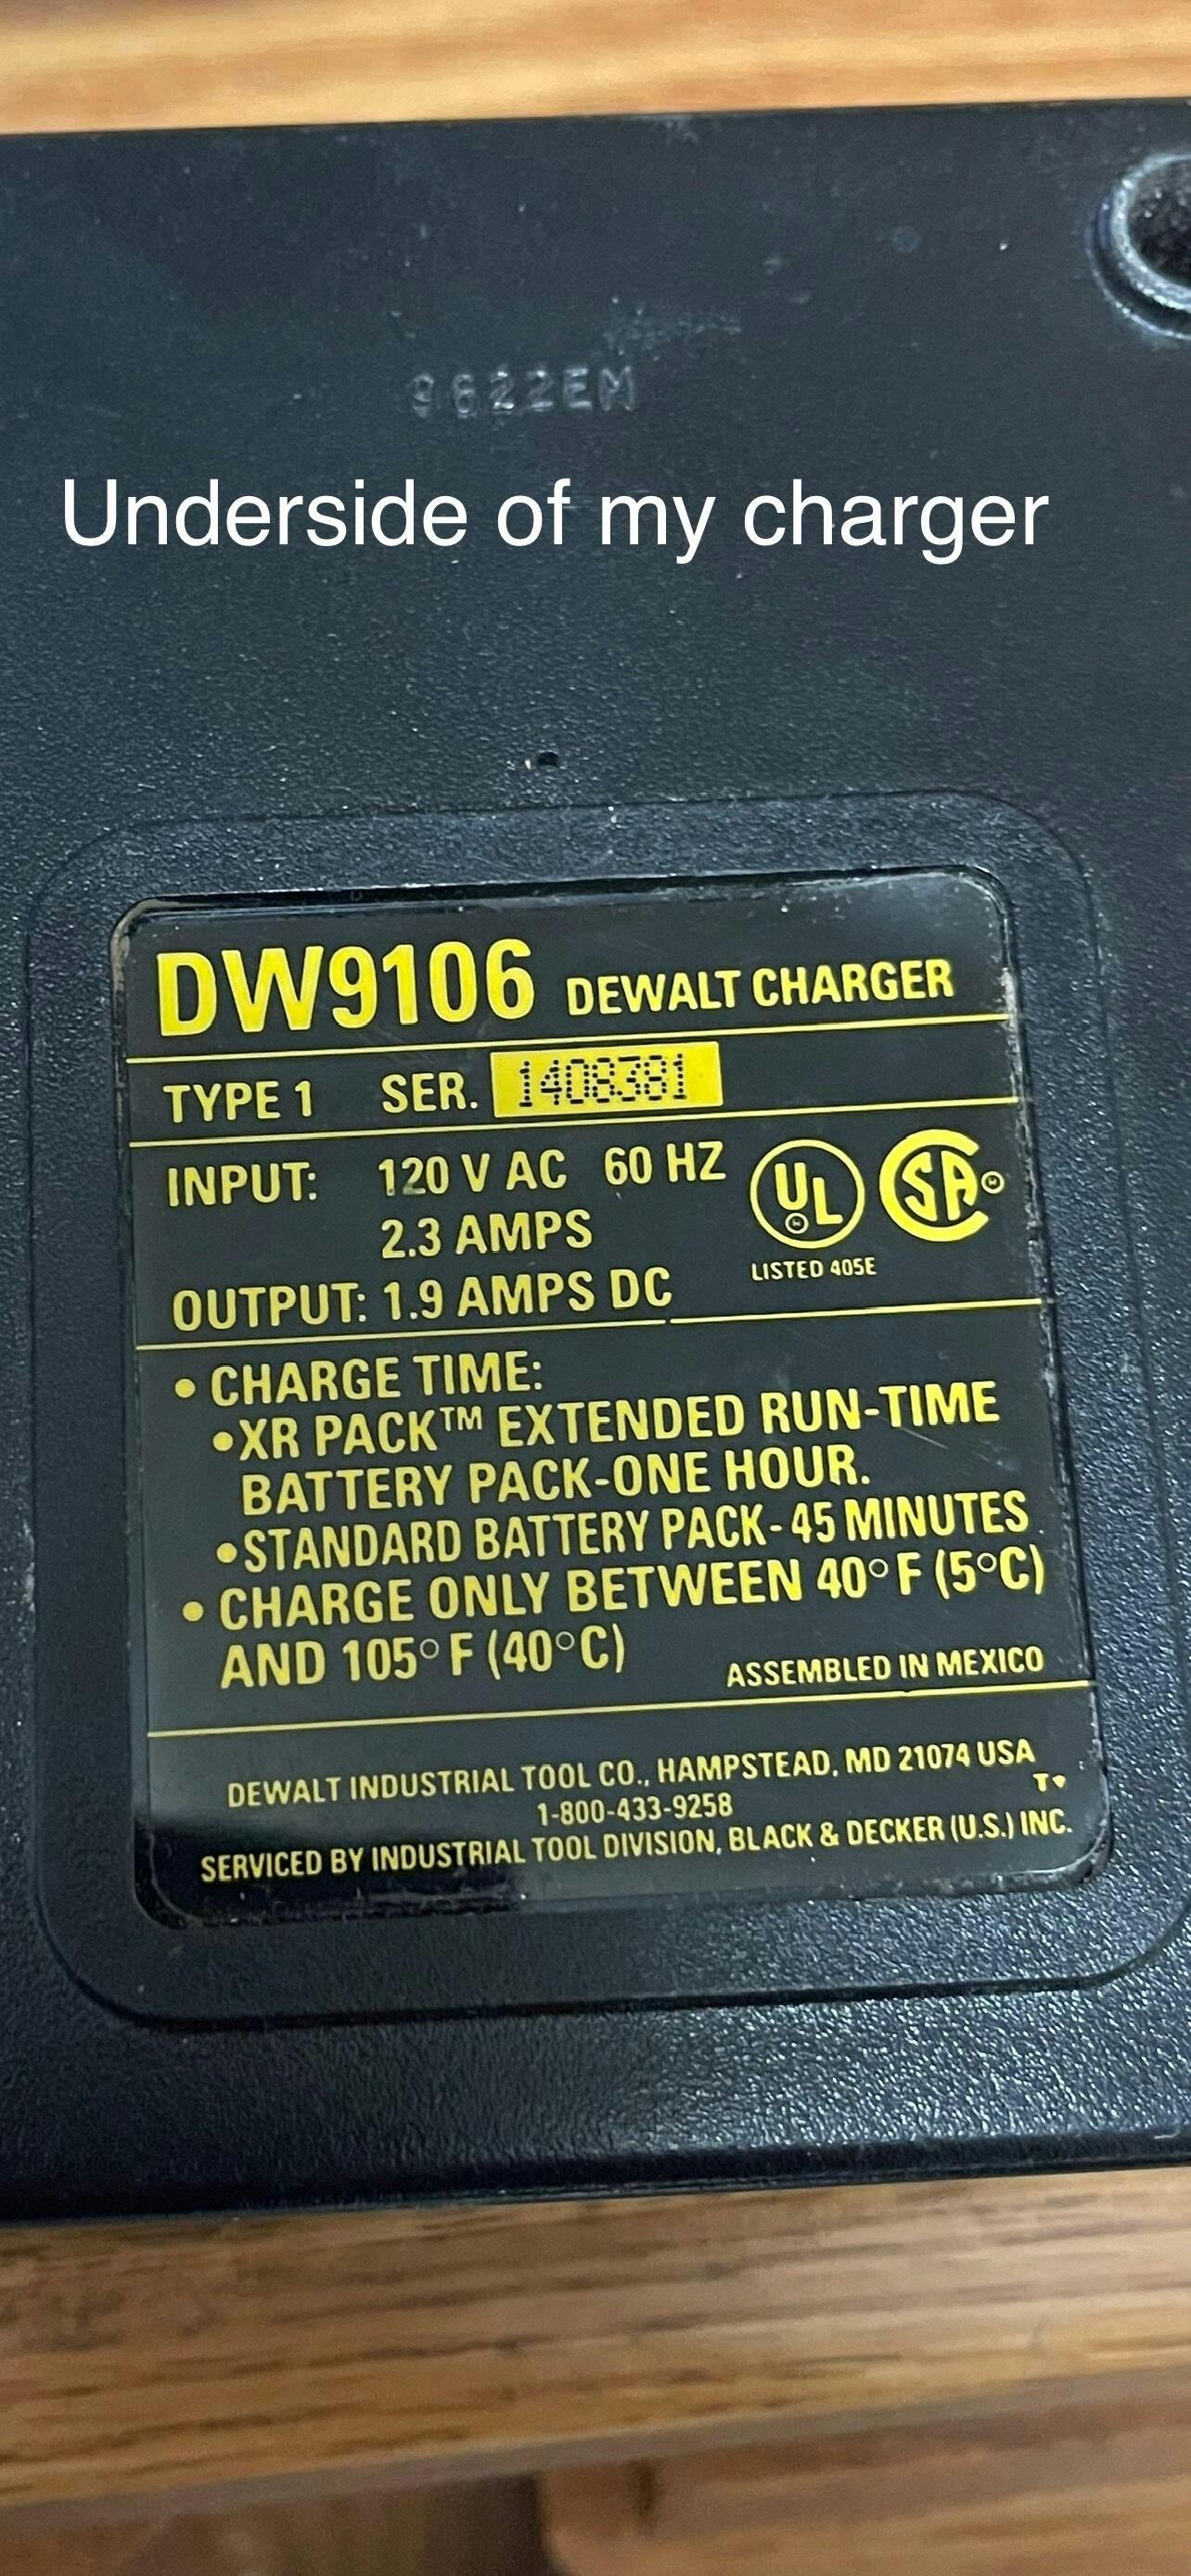 9622EM
Underside of my charger
DW9106 DEWALT CHARGER
TYPE 1 SER. 1408381
INPUT: 120 V AC 60 HZ
2.3 AMPS
UL SA
LISTED 405E
OUTPUT: 1.9 AMPS DC
• CHARGE TIME:
•XR PACK™ EXTENDED RUN-TIME
BATTERY PACK-ONE HOUR.
•STANDARD BATTERY PACK-45 MINUTES
• CHARGE ONLY BETWEEN 40°F (5°C)
AND 105°F (40°C)
ASSEMBLED IN MEXICO
DEWALT INDUSTRIAL TOOL CO., HAMPSTEAD, MD 21074 USA
1-800-433-9258
T
SERVICED BY INDUSTRIAL TOOL DIVISION, BLACK & DECKER (U.S.) INC.